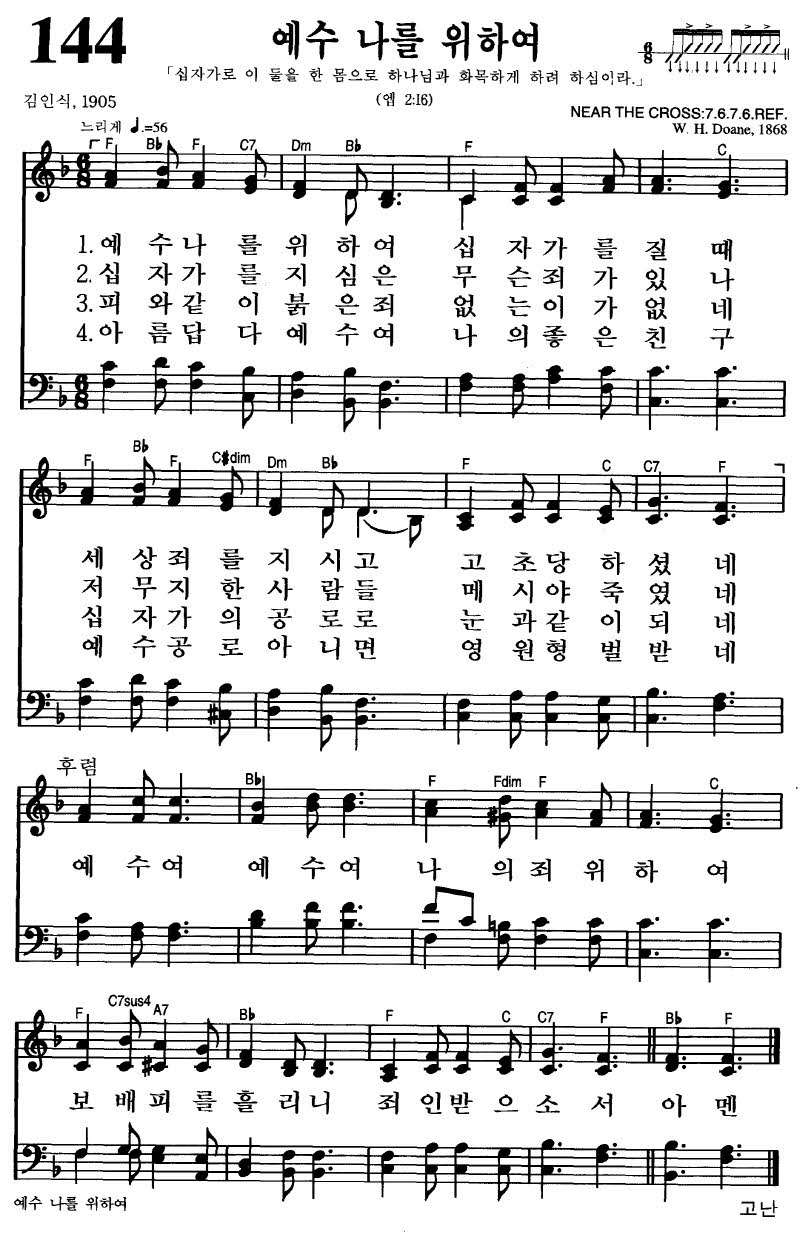 144
예수 나를 위하여
「십자가로 이 둘을 한 몸으로 하나님과 화목하게 하려 하심이라.」
김인식, 1905
(엡 2:16)
NEAR THE CROSS:7.6.7.6.REF.
느리게 ♩.=56
W. H. Doane, 1868
F B♭ F C7 Dm B♭ F C
6/8
1. 예 수 나 를 위 하 여 십 자 가 를 질 때
2. 십 자 가 를 지 심 은 무 슨 죄 가 있 나
3. 피 와 같 이 붉 은 죄 없 는 이 가 없 네
4. 아 름 답 다 예 수 여 나 의 좋 은 친 구
F B♭ F C#dim Dm B♭ F C C7 F
세 상 죄 를 지 시 고 고 초 당 하 셨 네
저 무 지 한 사 람 들 메 시 야 죽 였 네
십 자 가 의 공 로 로 눈 과 같 이 되 네
예 수 공 로 아 니 면 영 원 형 벌 받 네
후렴
F B♭ F Fdim F C
예 수 여 예 수 여 나 의 죄 위 하 여
F C7sus4 A7 B♭ F C C7 F B♭ F
보 배 피 를 흘 리 니 죄 인 받 으 소 서 아 멘
예수 나를 위하여
고난